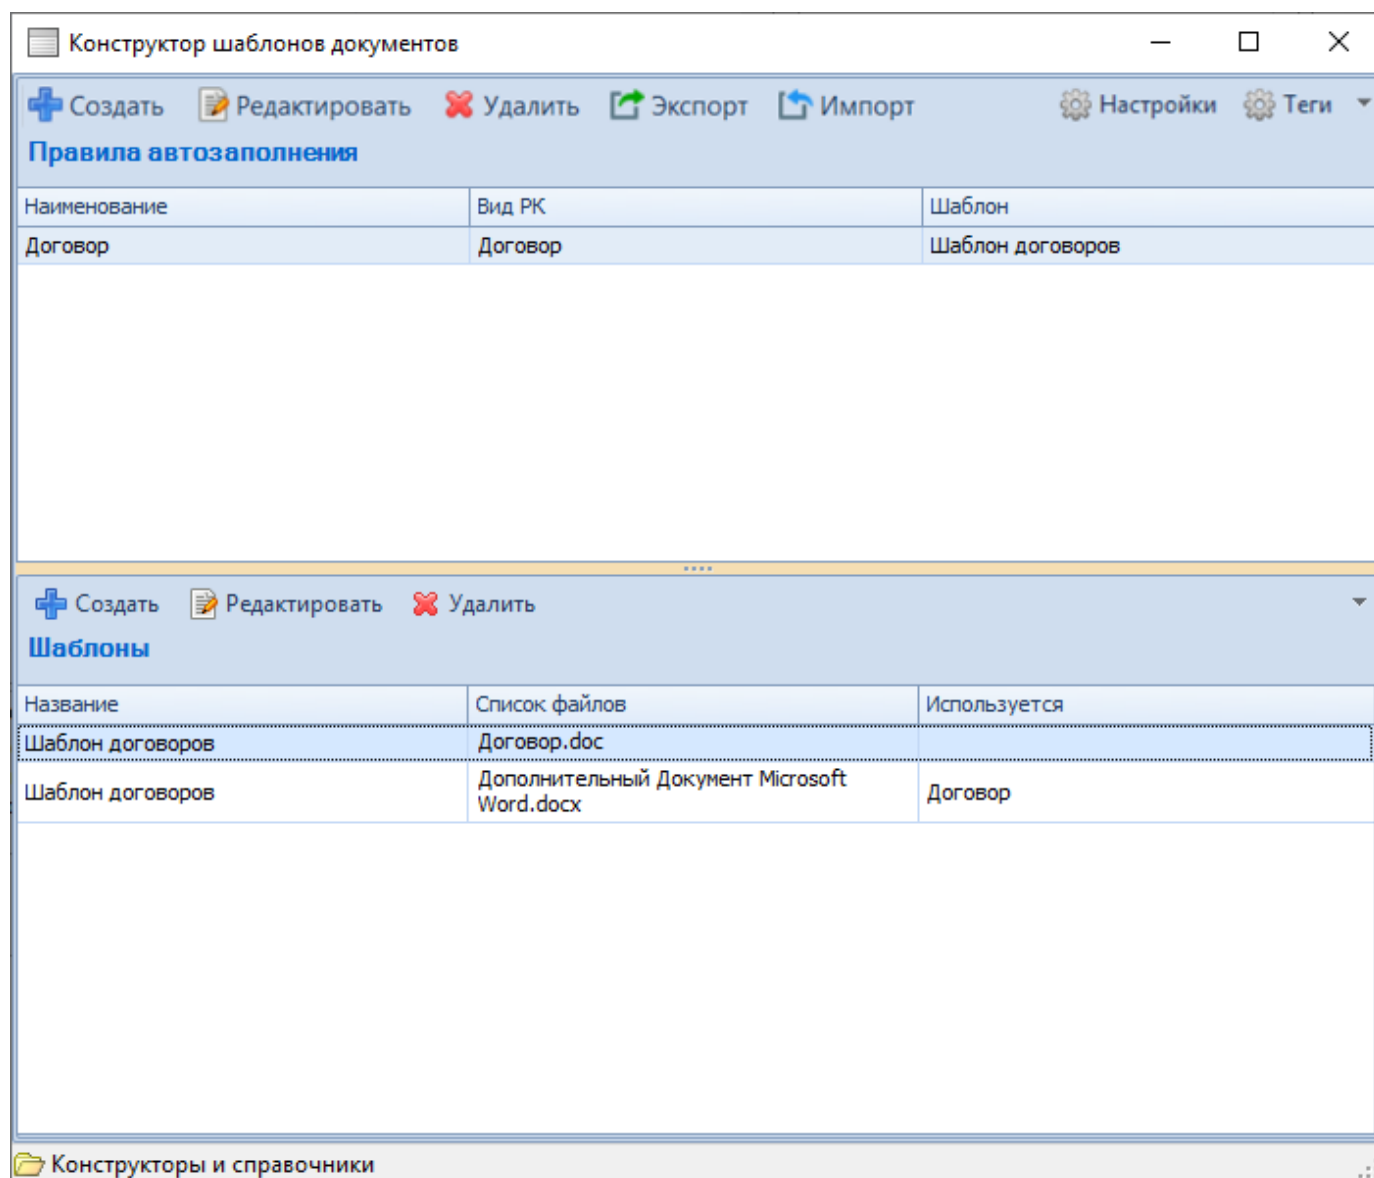 Конструктор шаблонов документов
Создать Редактировать Удалить Экспорт Импорт Настройки Теги
Правила автозаполнения
Наименование Вид РК Шаблон
Договор Договор Шаблон договоров
Создать Редактировать Удалить
Шаблоны
Название Список файлов Используется
Шаблон договоров Договор.doc
Шаблон договоров Дополнительный Документ Microsoft Word.docx Договор
Конструкторы и справочники